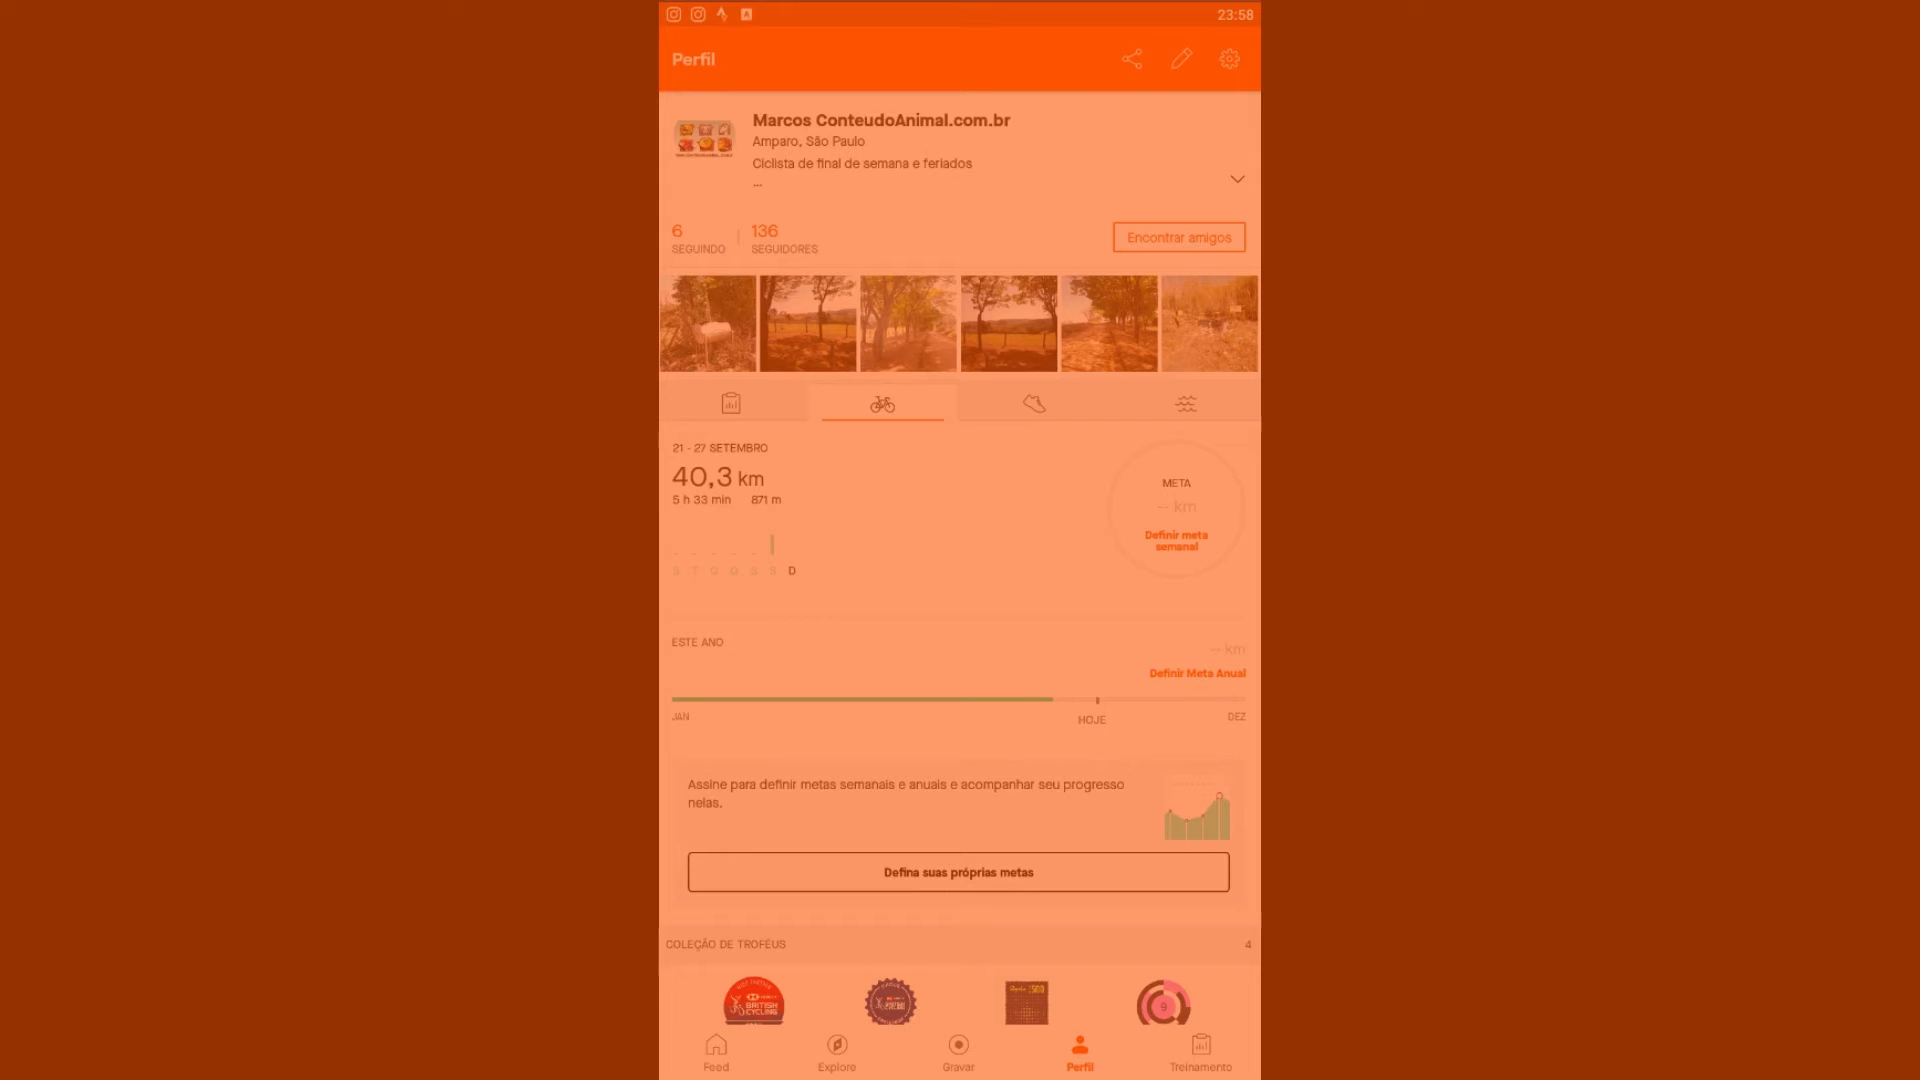 23:58
Perfil
Marcos ConteudoAnimal.com.br
Amparo, São Paulo
Ciclista de final de semana e feriados
...
6
SEGUINDO
136
SEGUIDORES
Encontrar amigos
21 - 27 SETEMBRO
40,3 km
5 h 33 min 871 m
META
-- km
Definir meta
semanal
S T Q Q S S D
ESTE ANO
-- km
Definir Meta Anual
JAN
HOJE
DEZ
Assine para definir metas semanais e anuais e acompanhar seu progresso
nelas.
Defina suas próprias metas
COLEÇÃO DE TROFÉUS
4
BRITISH
CYCLING
9
Feed
Explore
Gravar
Perfil
Treinamento